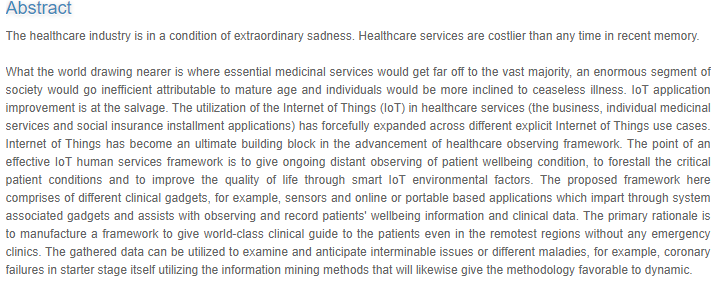 Abstract
The healthcare industry is in a condition of extraordinary sadness. Healthcare services are costlier than any time in recent memory.
What the world drawing nearer is where essential medicinal services would get far off to the vast majority, an enormous segment of
society would go inefficient attributable to mature age and individuals would be more inclined to ceaseless illness. IoT application
improvement is at the salvage. The utilization of the Internet of Things (IoT) in healthcare services (the business, individual medicinal
services and social insurance installment applications) has forcefully expanded across different explicit Internet of Things use cases.
Internet of Things has become an ultimate building block in the advancement of healthcare observing framework. The point of an
effective IoT human services framework is to give ongoing distant observing of patient wellbeing condition, to forestall the critical
patient conditions and to improve the quality of life through smart IoT environmental factors. The proposed framework here
comprises of different clinical gadgets, for example, sensors and online or portable based applications which impart through system
associated gadgets and assists with observing and record patients' wellbeing information and clinical data. The primary rationale is
to manufacture a framework to give world-class clinical guide to the patients even in the remotest regions without any emergency
clinics. The gathered data can be utilized to examine and anticipate interminable issues or different maladies, for example, coronary
failures in starter stage itself utilizing the information mining methods that will likewise give the methodology favorable to dynamic.